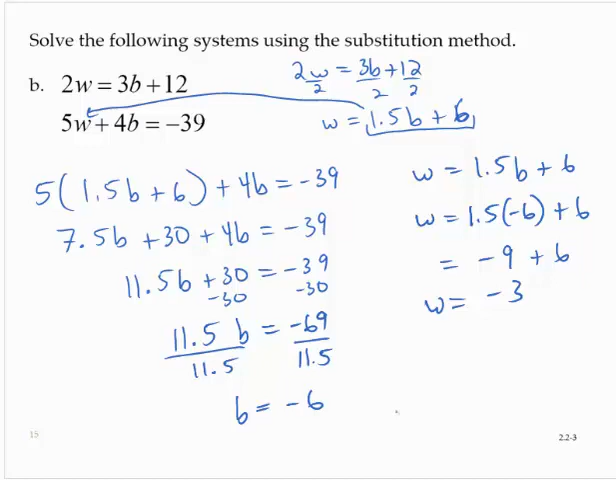 Solve the following systems using the substitution method.
b. 2w = 3b + 12
5w + 4b = −39
2w/2 = 3b/2 + 12/2
w = 1.5b + 6
5(1.5b + 6) + 4b = −39
7.5b + 30 + 4b = −39
11.5b + 30 = −39
−30 −30
11.5 b = −69
11.5 11.5
b = −6
w = 1.5b + 6
w = 1.5(−6) + 6
= −9 + 6
w = −3
15
2.2-3